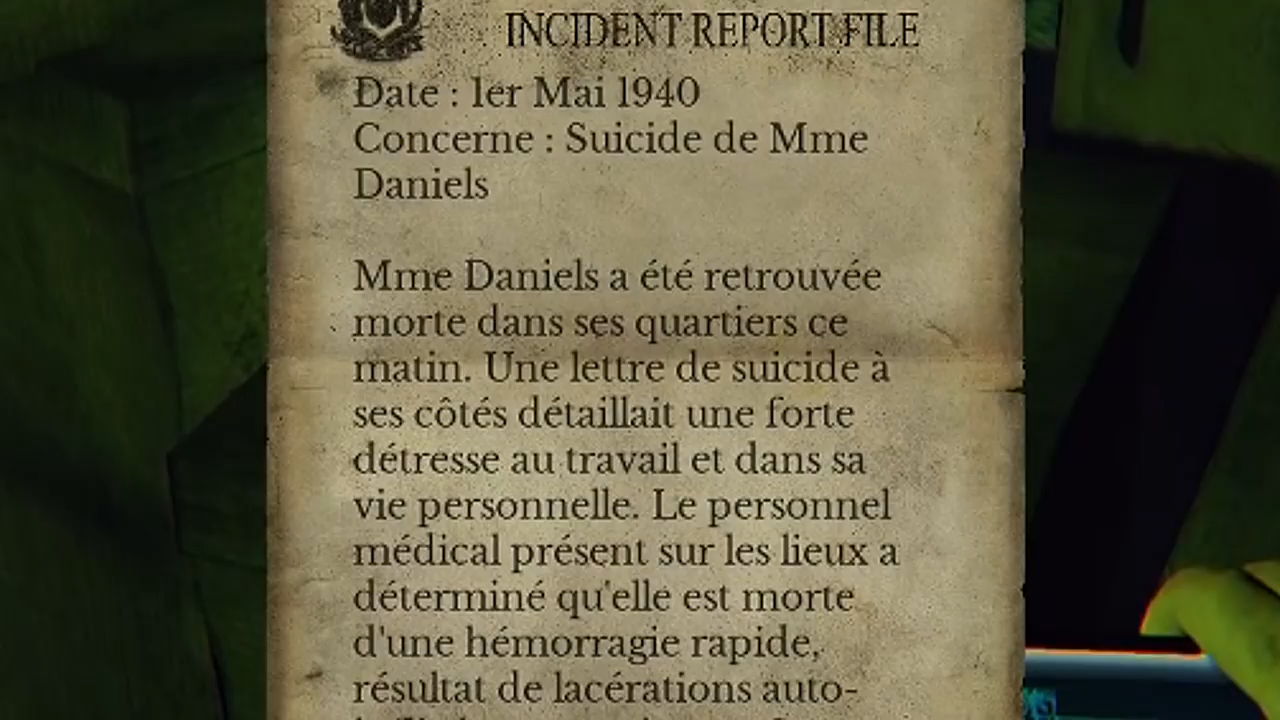 INCIDENT REPORT FILE
Date : 1er Mai 1940
Concerne : Suicide de Mme
Daniels
Mme Daniels a été retrouvée
morte dans ses quartiers ce
matin. Une lettre de suicide à
ses côtés détaillait une forte
détresse au travail et dans sa
vie personnelle. Le personnel
médical présent sur les lieux a
déterminé qu'elle est morte
d'une hémorragie rapide,
résultat de lacérations auto-